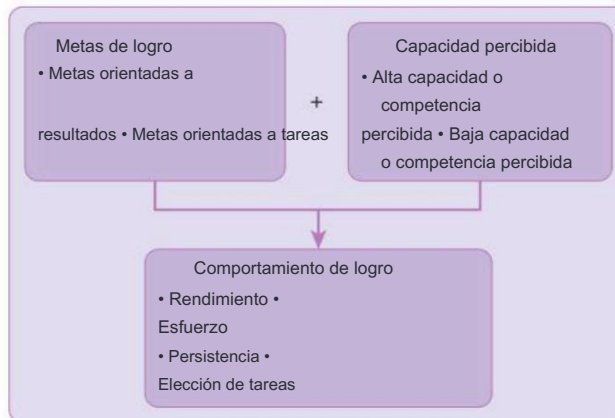 Metas de logro
• Metas orientadas a
resultados • Metas orientadas a tareas
+
Capacidad percibida
• Alta capacidad o
competencia
percibida • Baja capacidad
o competencia percibida
Comportamiento de logro
• Rendimiento •
Esfuerzo
• Persistencia •
Elección de tareas